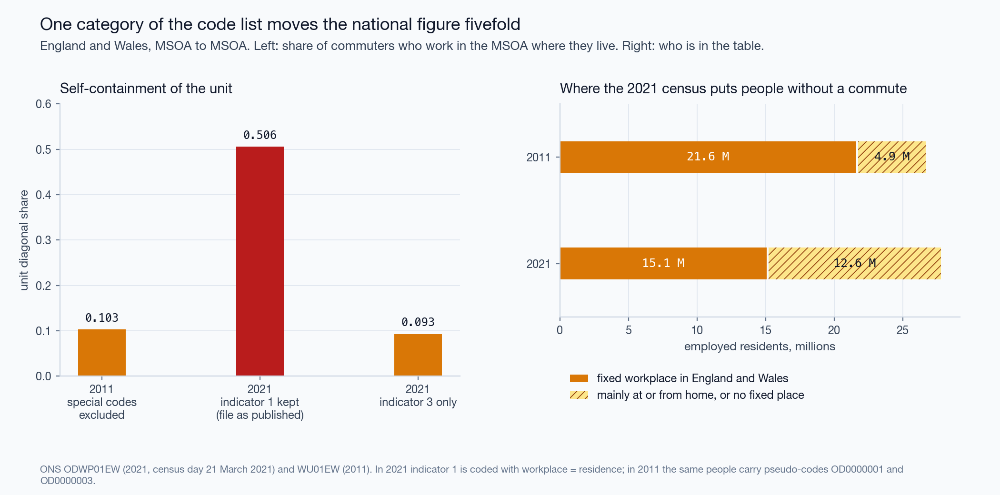 One category of the code list moves the national figure fivefold
England and Wales, MSOA to MSOA. Left: share of commuters who work in the MSOA where they live. Right: who is in the table.
Self-containment of the unit
0.6
0.5
0.4
0.3
0.2
0.1
0.0
unit diagonal share
0.103
0.506
0.093
2011
special codes
excluded
2021
indicator 1 kept
(file as published)
2021
indicator 3 only
Where the 2021 census puts people without a commute
2011
21.6 M
4.9 M
2021
15.1 M
12.6 M
0
5
10
15
20
25
employed residents, millions
fixed workplace in England and Wales
mainly at or from home, or no fixed place
ONS ODWP01EW (2021, census day 21 March 2021) and WU01EW (2011). In 2021 indicator 1 is coded with workplace = residence; in 2011 the same people carry pseudo-codes OD0000001 and
OD0000003.